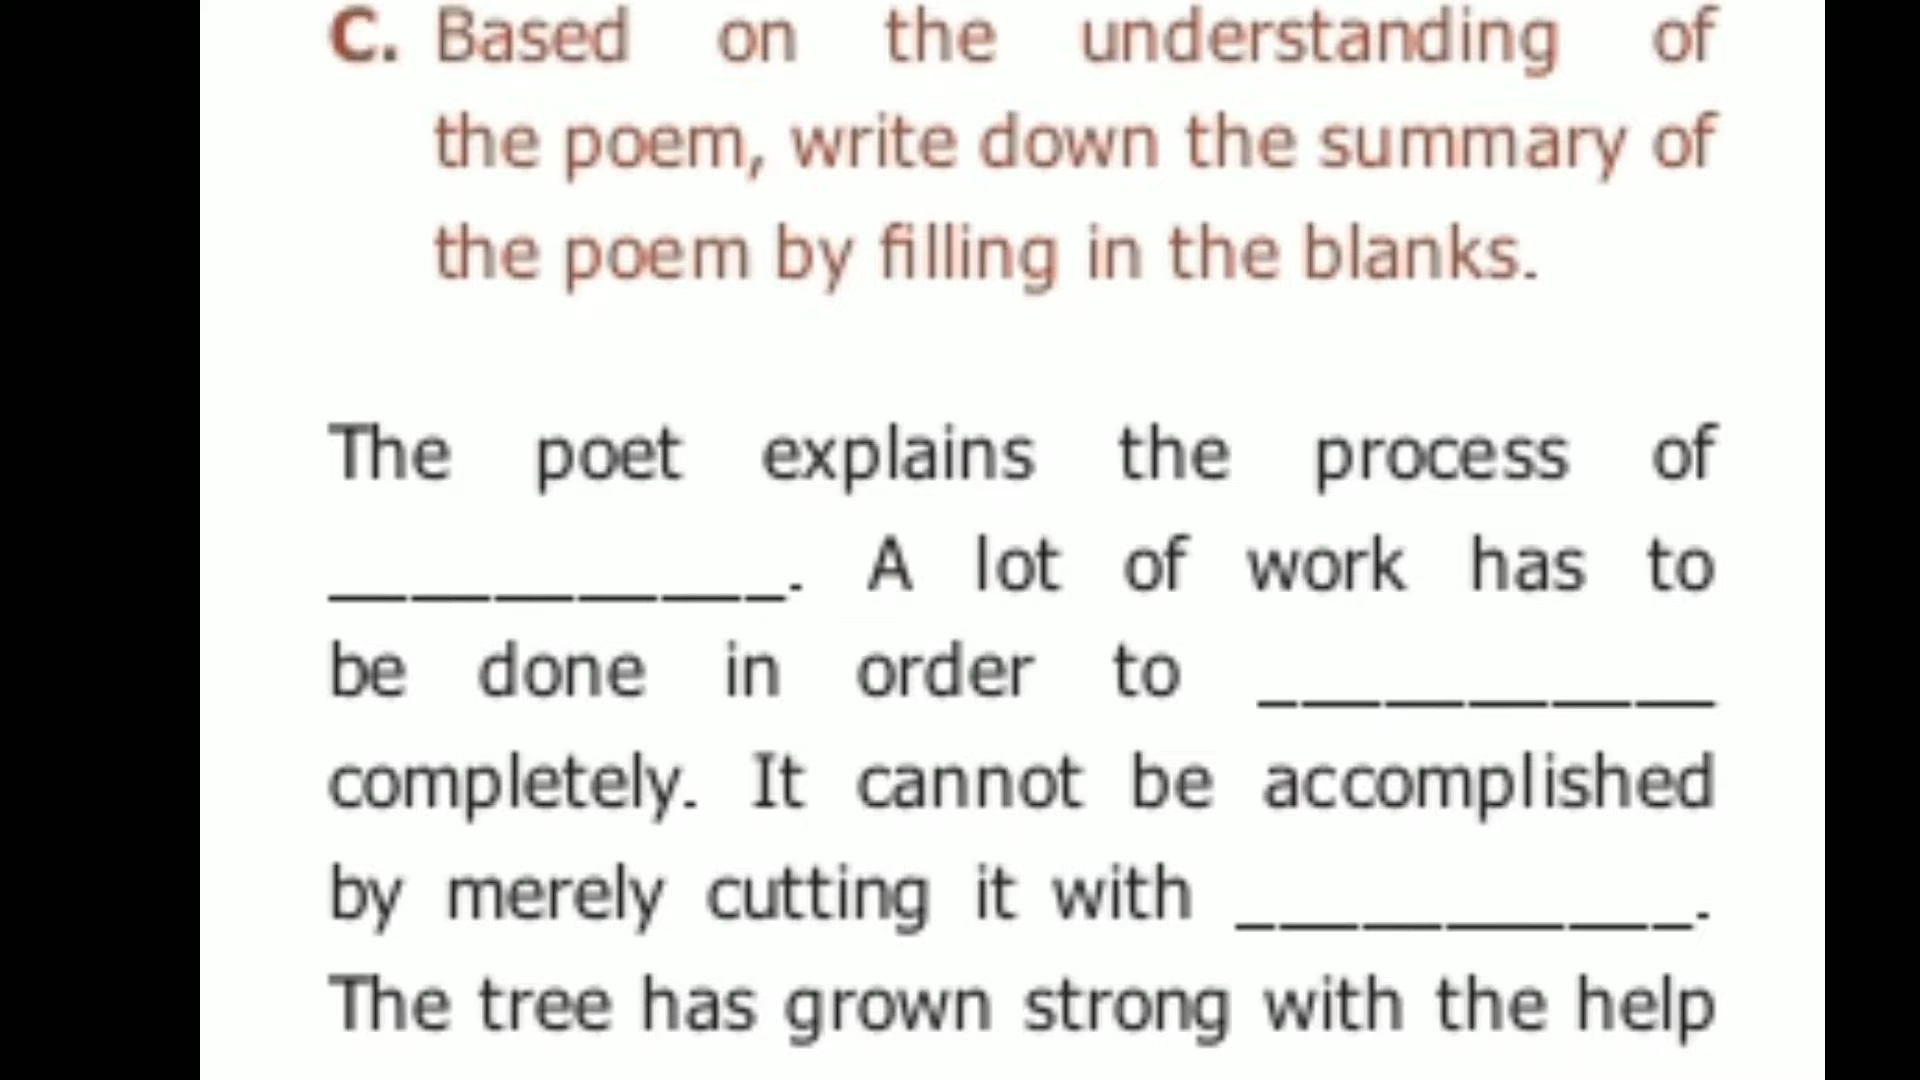 C. Based on the understanding of
the poem, write down the summary of
the poem by filling in the blanks.
The poet explains the process of
___________. A lot of work has to
be done in order to ___________
completely. It cannot be accomplished
by merely cutting it with ___________.
The tree has grown strong with the help